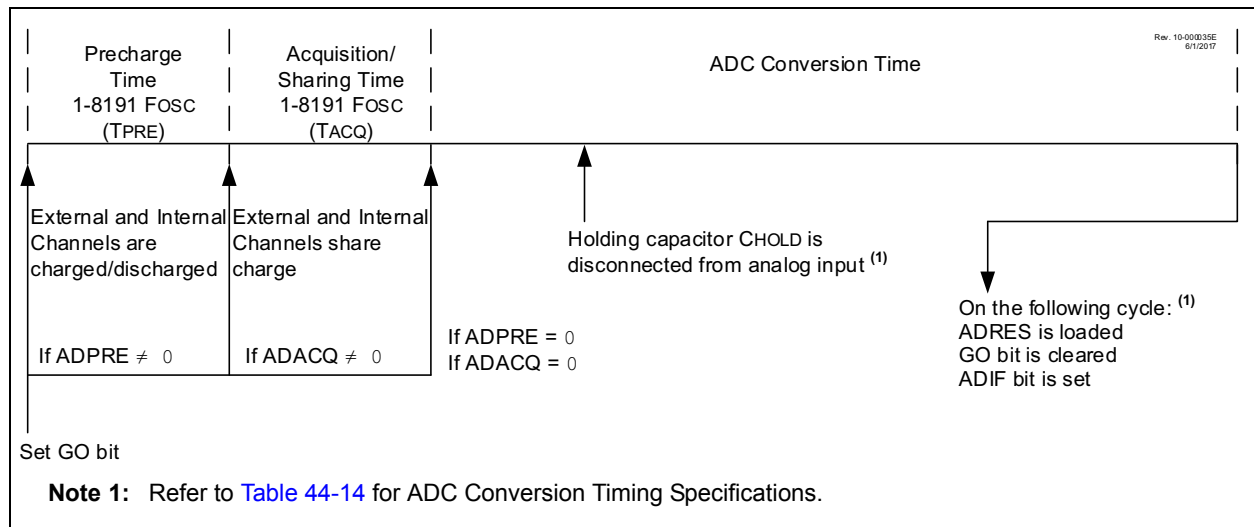 Rev. 10-000035E
6/1/2017
Precharge
Time
1-8191 FOSC
(TPRE)
Acquisition/
Sharing Time
1-8191 FOSC
(TACQ)
ADC Conversion Time
External and Internal
Channels are
charged/discharged
External and Internal
Channels share
charge
Holding capacitor CHOLD is
disconnected from analog input (1)
If ADPRE ≠ 0
If ADACQ ≠ 0
If ADPRE = 0
If ADACQ = 0
On the following cycle: (1)
ADRES is loaded
GO bit is cleared
ADIF bit is set
Set GO bit
Note 1: Refer to Table 44-14 for ADC Conversion Timing Specifications.